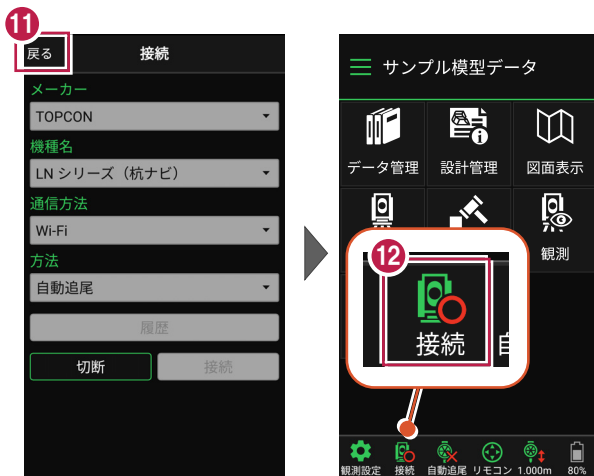 11
戻る
接続
メーカー
TOPCON
機種名
LN シリーズ（杭ナビ）
通信方法
Wi-Fi
方法
自動追尾
履歴
切断
接続
サンプル模型データ
データ管理
設計管理
図面表示
観測
12
接続
自
観測設定
接続
自動追尾
リモコン
1.000m
80%